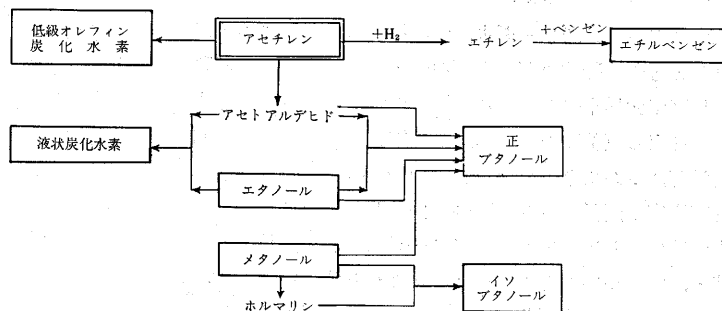 低級オレフィン
炭化水素
アセチレン
+H₂
エチレン
+ベンゼン
エチルベンゼン
アセトアルデヒド
液状炭化水素
エタノール
正
ブタノール
メタノール
ホルマリン
イソ
ブタノール